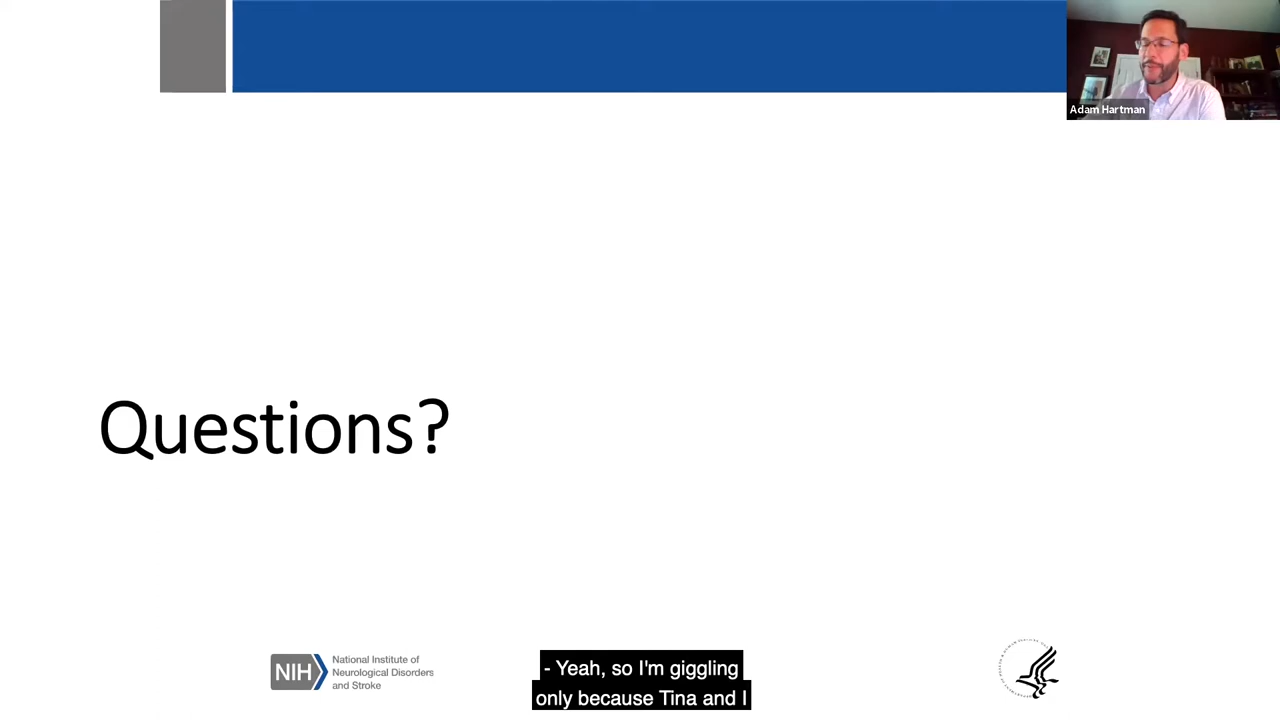 Adam Hartman
Questions?
NIH
National Institute of
Neurological Disorders
and Stroke
- Yeah, so I'm giggling
only because Tina and I